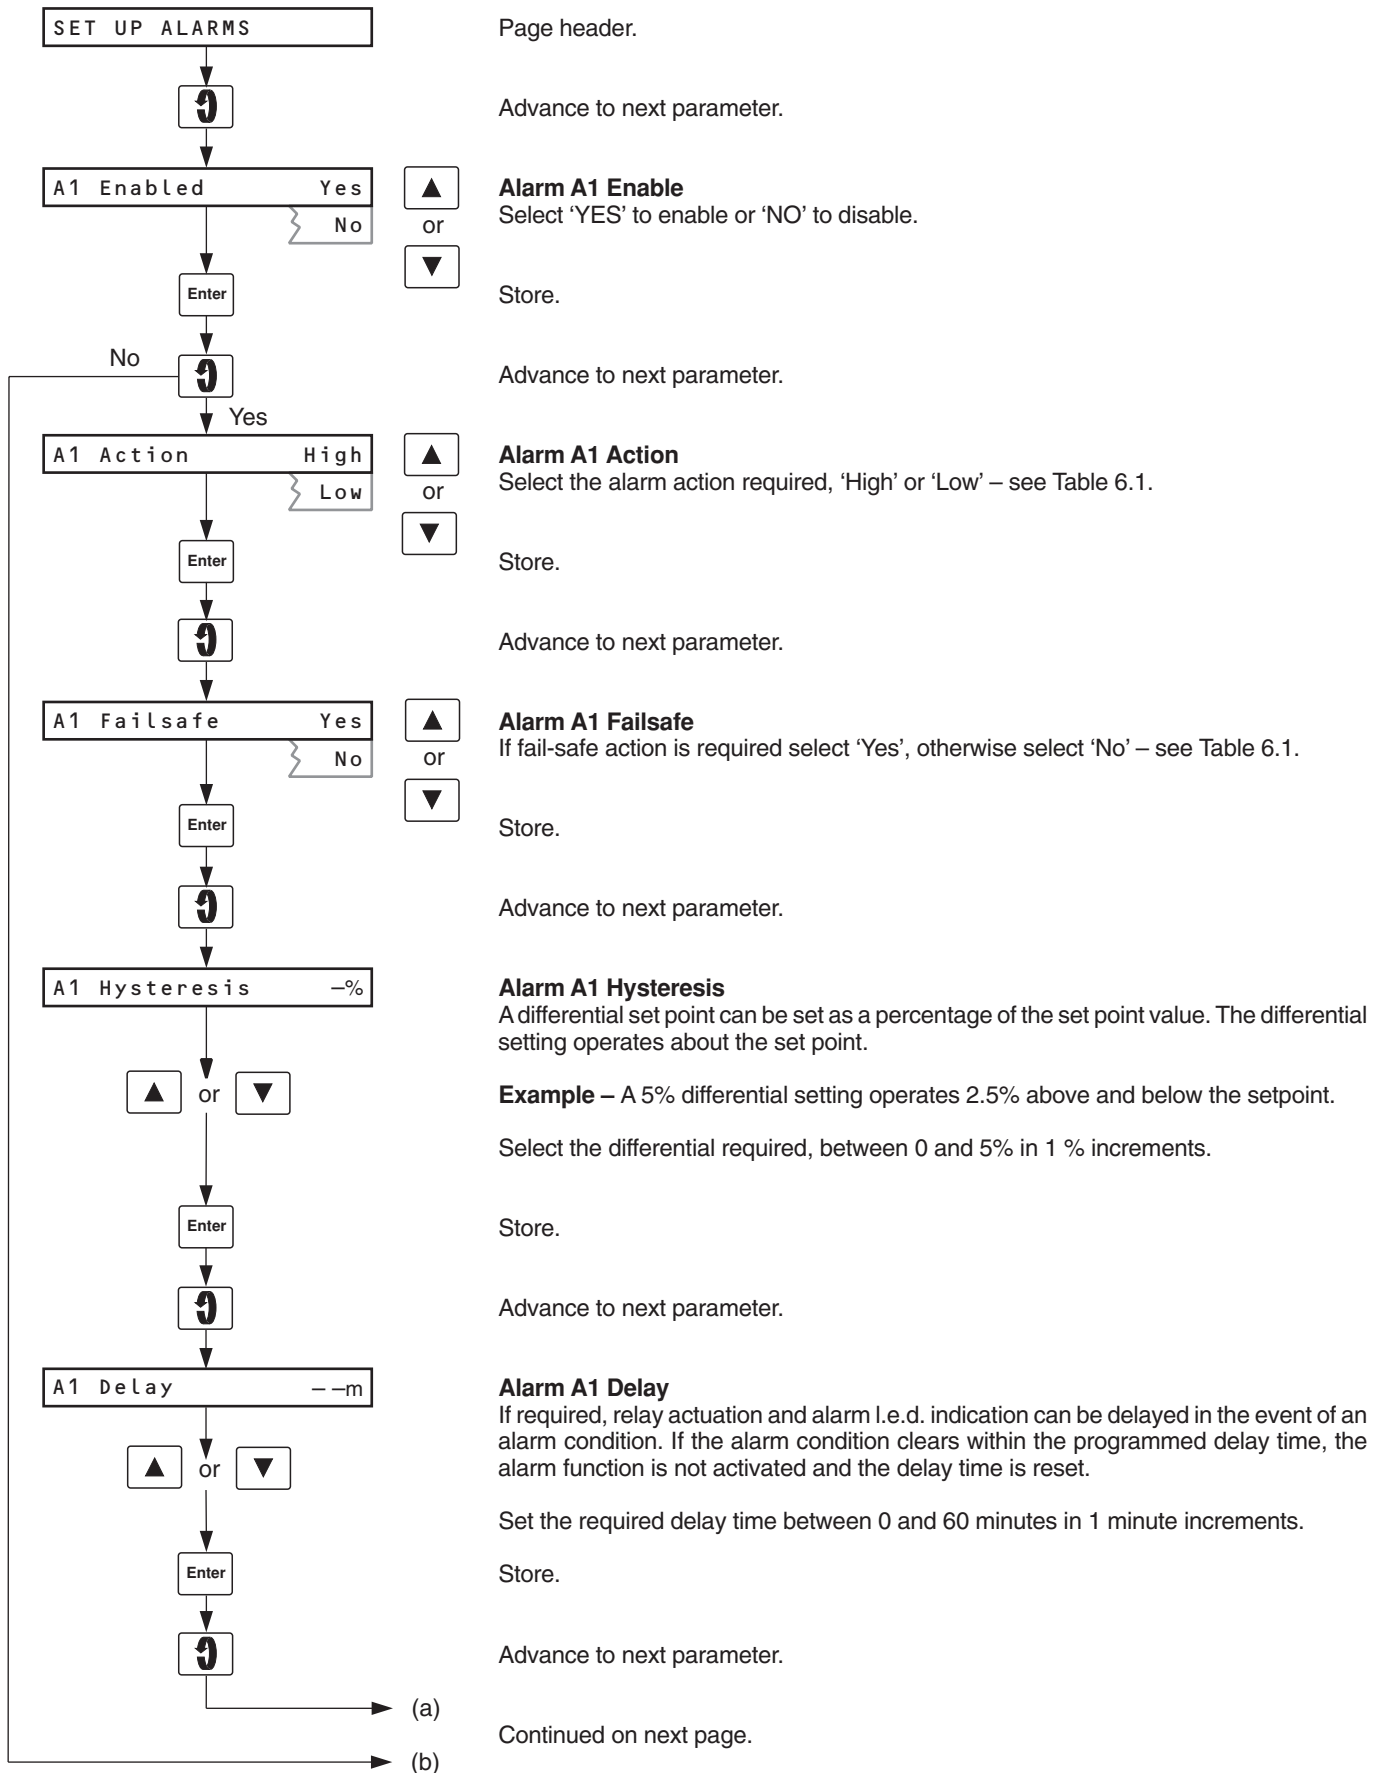 SET UP ALARMS
Page header.
Advance to next parameter.
A1 Enabled Yes
No
▲
or
▼
Alarm A1 Enable
Select ‘YES’ to enable or ‘NO’ to disable.
Enter
Store.
No
Advance to next parameter.
Yes
A1 Action High
Low
▲
or
▼
Alarm A1 Action
Select the alarm action required, ‘High’ or ‘Low’ – see Table 6.1.
Enter
Store.
Advance to next parameter.
A1 Failsafe Yes
No
▲
or
▼
Alarm A1 Failsafe
If fail-safe action is required select ‘Yes’, otherwise select ‘No’ – see Table 6.1.
Enter
Store.
Advance to next parameter.
A1 Hysteresis –%
Alarm A1 Hysteresis
A differential set point can be set as a percentage of the set point value. The differential
setting operates about the set point.
▲ or ▼
Example – A 5% differential setting operates 2.5% above and below the setpoint.
Select the differential required, between 0 and 5% in 1 % increments.
Enter
Store.
Advance to next parameter.
A1 Delay – –m
Alarm A1 Delay
If required, relay actuation and alarm l.e.d. indication can be delayed in the event of an
alarm condition. If the alarm condition clears within the programmed delay time, the
alarm function is not activated and the delay time is reset.
▲ or ▼
Set the required delay time between 0 and 60 minutes in 1 minute increments.
Enter
Store.
Advance to next parameter.
(a)
Continued on next page.
(b)